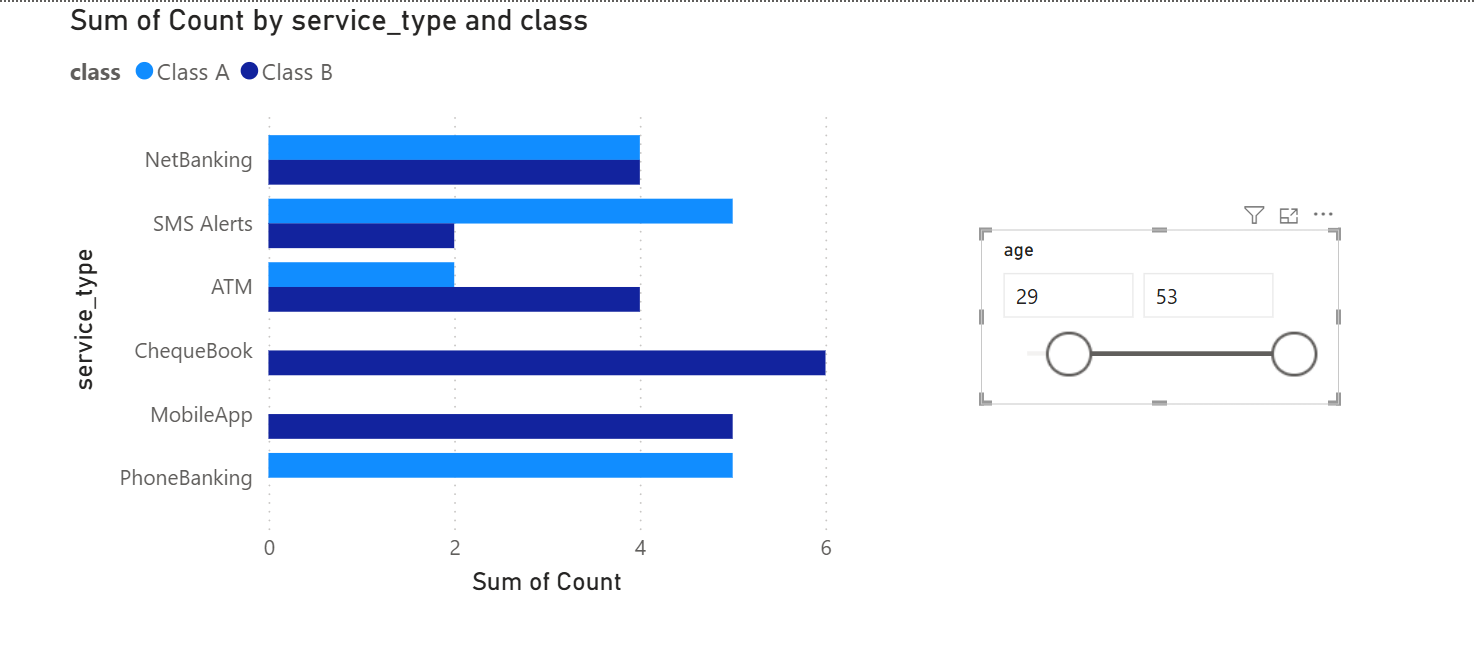 Sum of Count by service_type and class
class Class A Class B
service_type
NetBanking
SMS Alerts
ATM
ChequeBook
MobileApp
PhoneBanking
0 2 4 6
Sum of Count
age
29 53